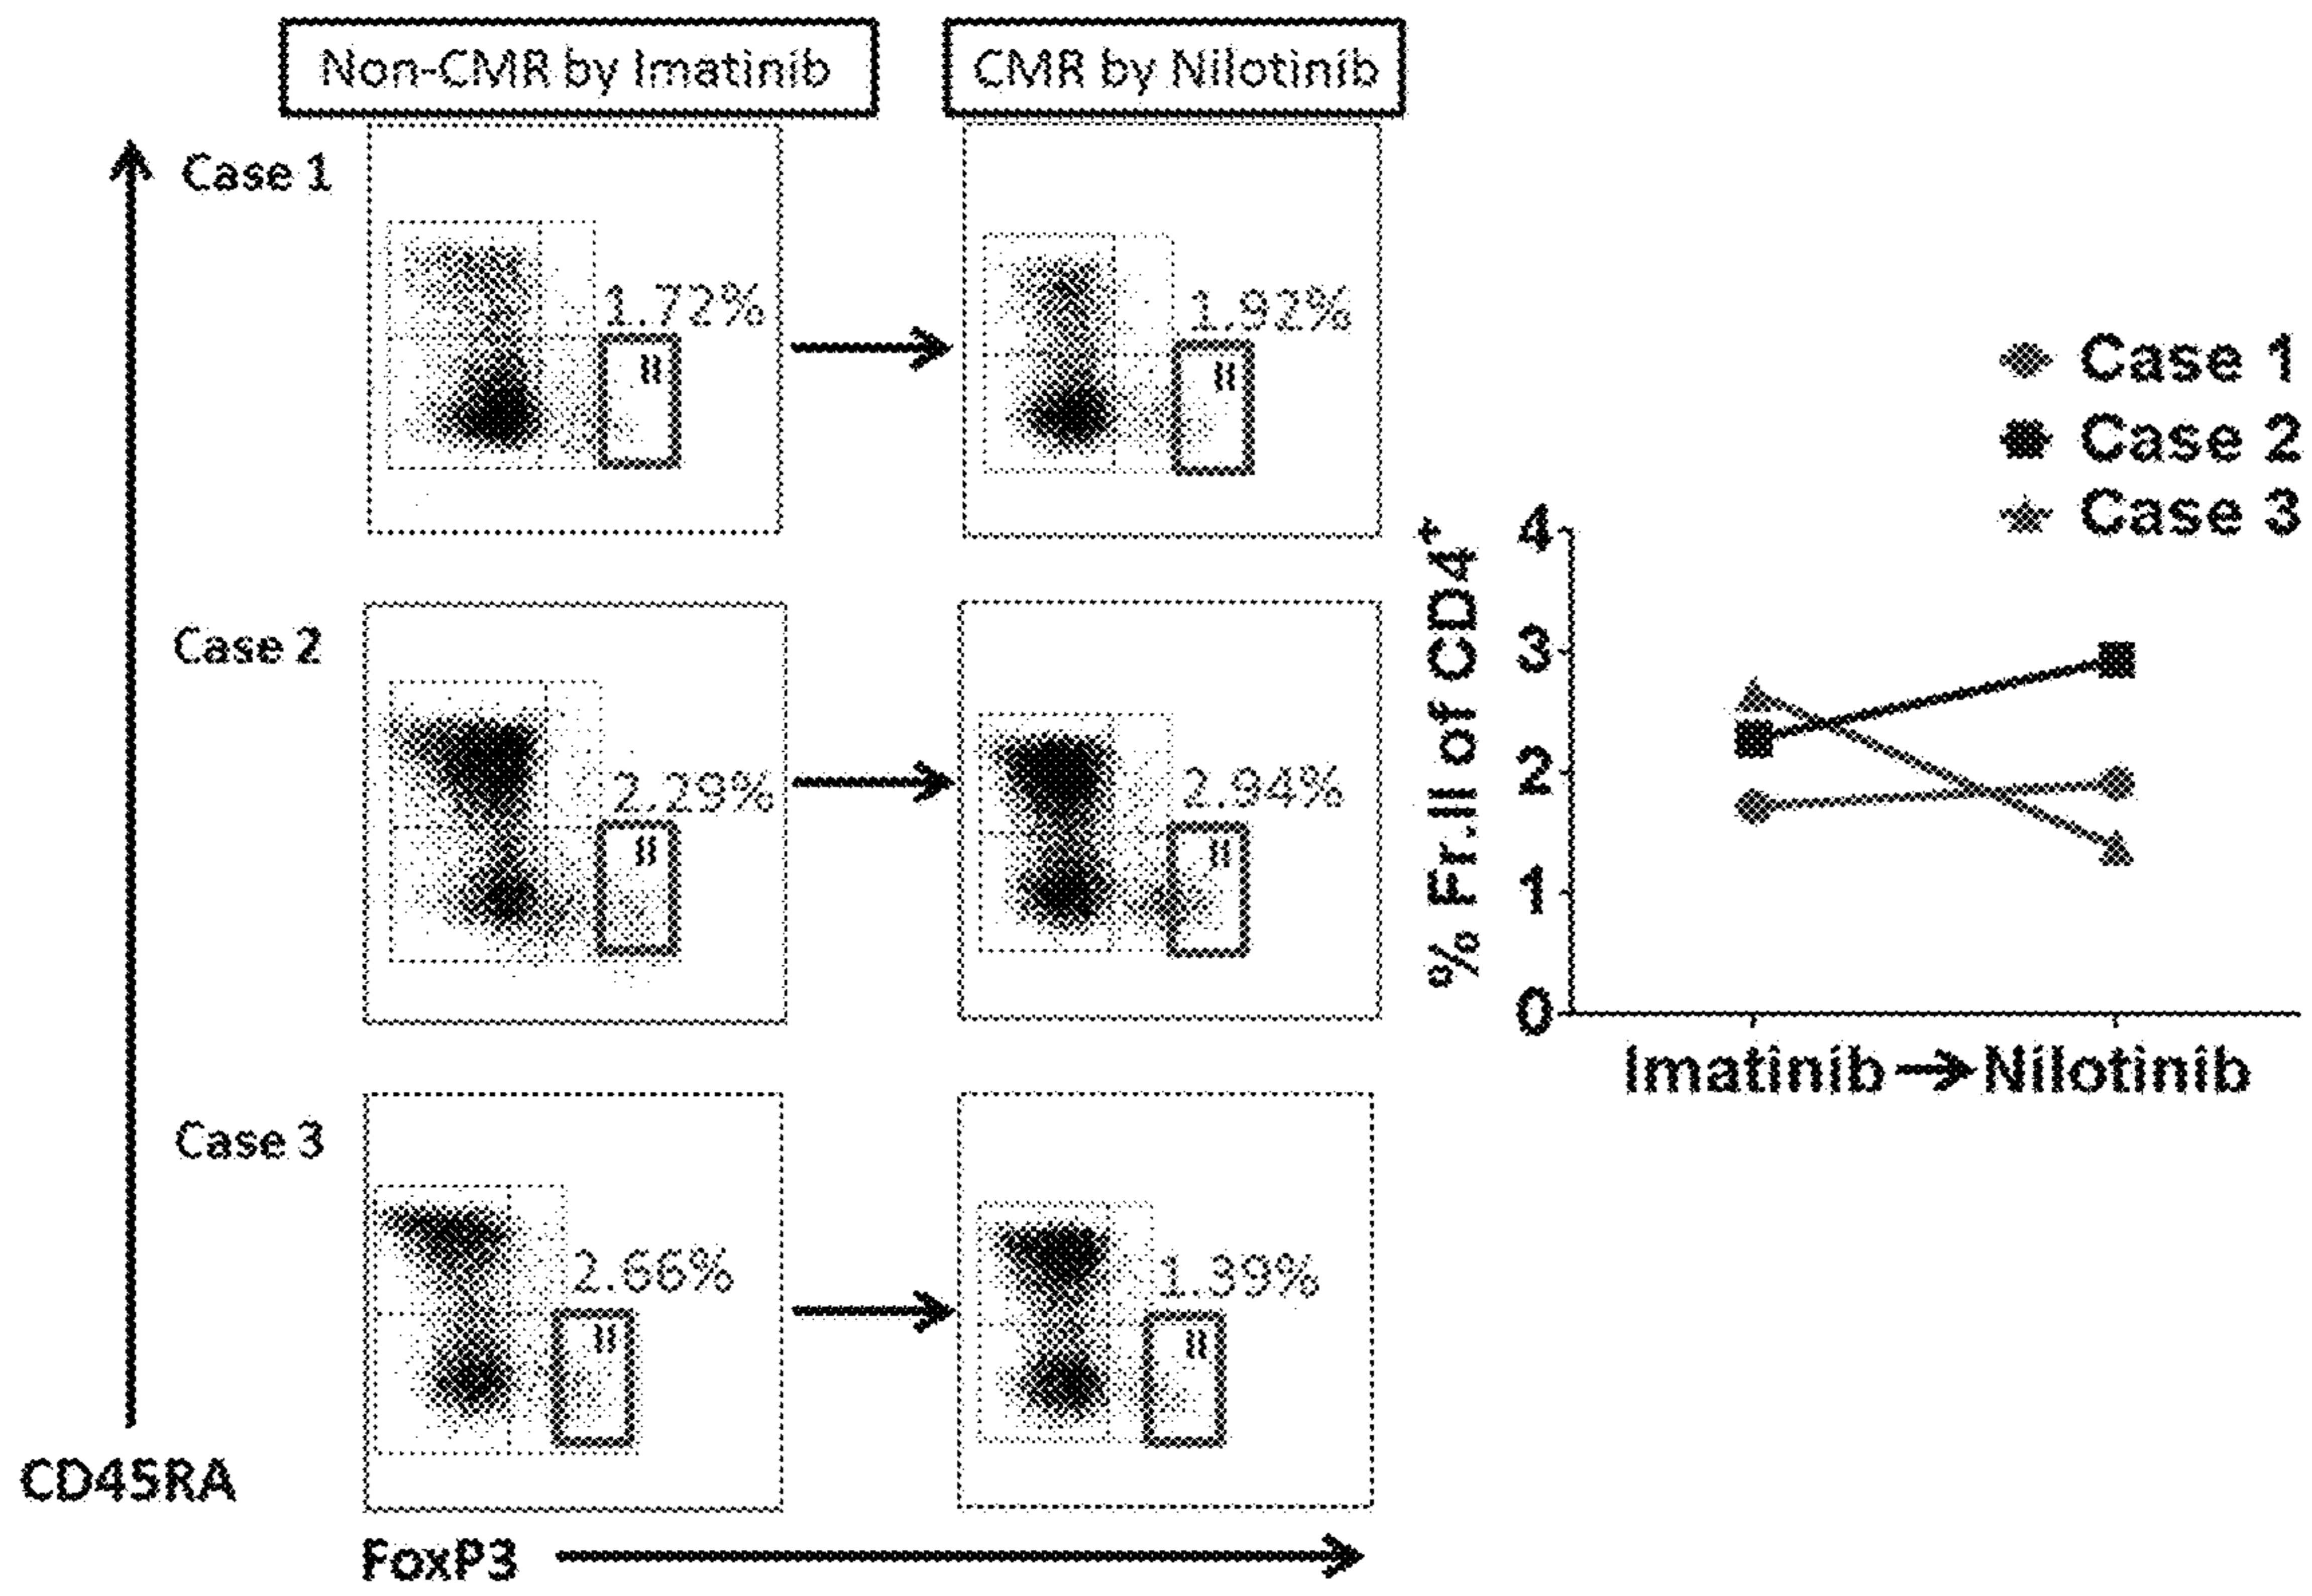 Non-CMR by Imatinib
CMR by Nilotinib
Case 1
1.72%
II
1.92%
II
Case 2
2.29%
II
2.94%
II
Case 3
2.66%
II
1.39%
II
CD45RA
FoxP3
Case 1
Case 2
Case 3
% Fr.II of CD4+
4
3
2
1
0
Imatinib → Nilotinib